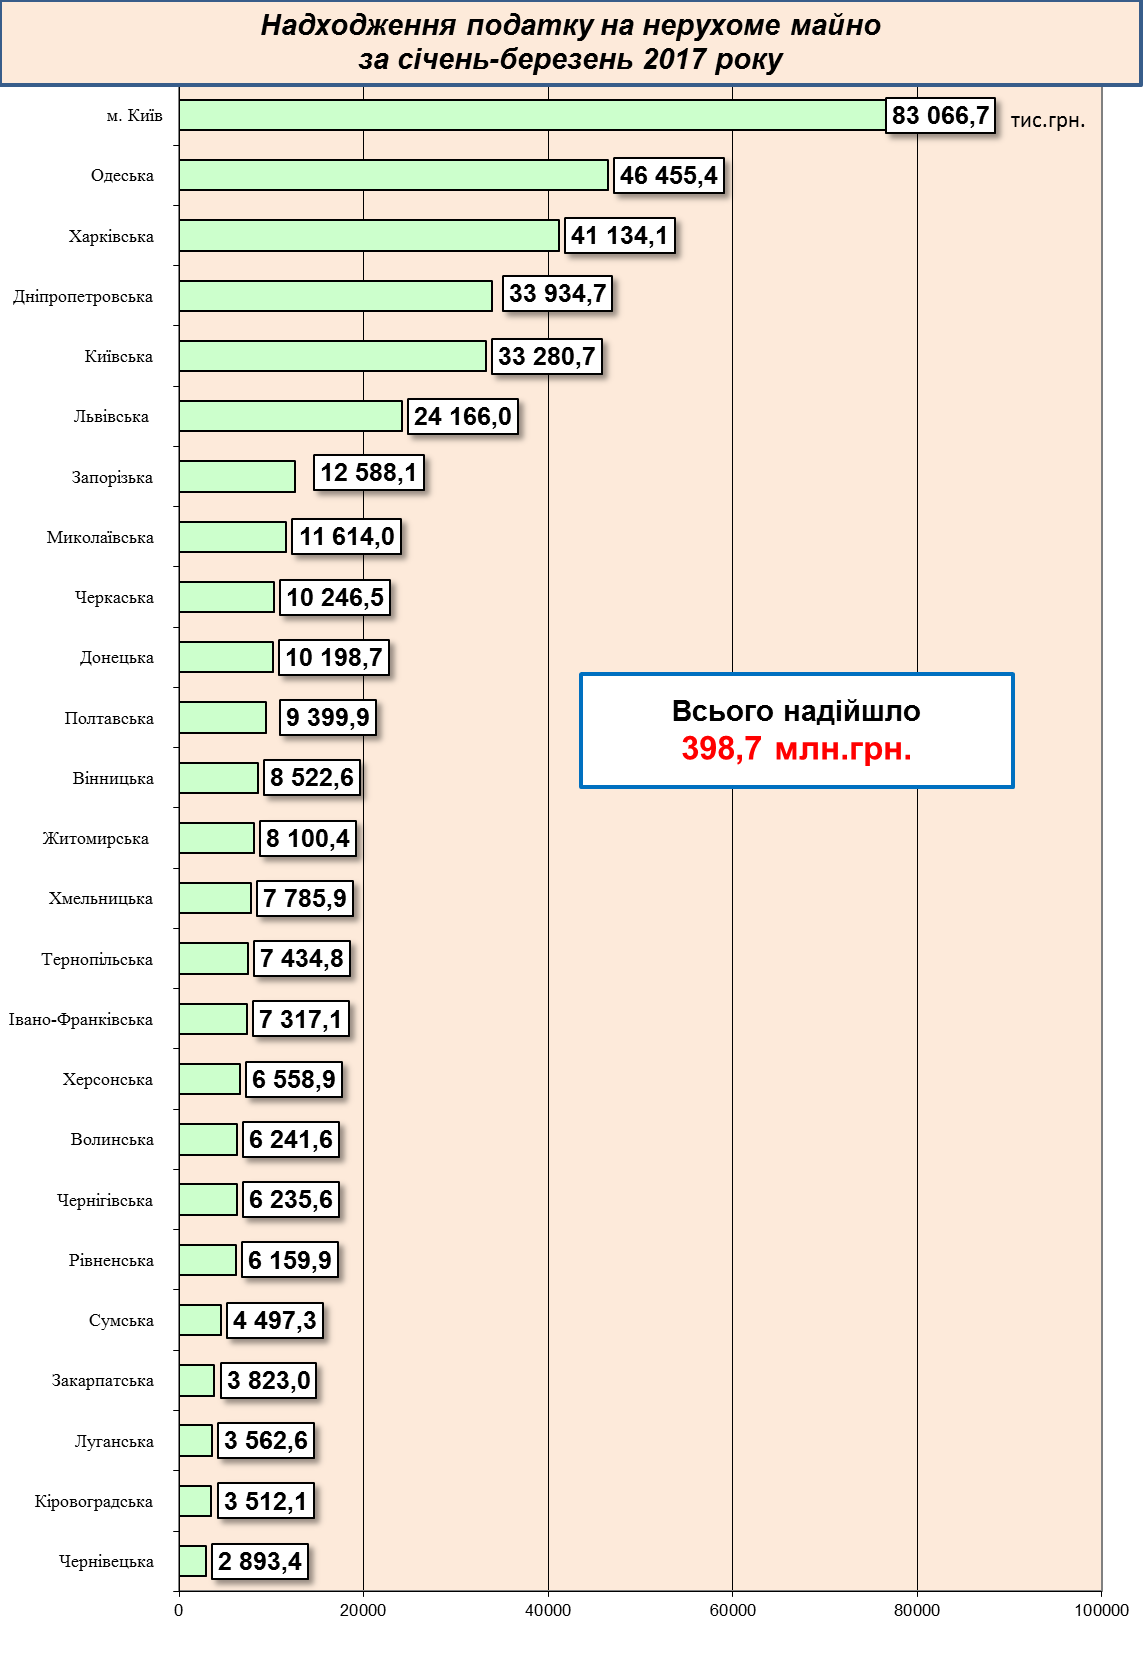 Надходження податку на нерухоме майно
за січень-березень 2017 року
м. Київ 83 066,7 тис.грн.
Одеська 46 455,4
Харківська 41 134,1
Дніпропетровська 33 934,7
Київська 33 280,7
Львівська 24 166,0
Запорізька 12 588,1
Миколаївська 11 614,0
Черкаська 10 246,5
Донецька 10 198,7
Полтавська 9 399,9
Всього надійшло
398,7 млн.грн.
Вінницька 8 522,6
Житомирська 8 100,4
Хмельницька 7 785,9
Тернопільська 7 434,8
Івано-Франківська 7 317,1
Херсонська 6 558,9
Волинська 6 241,6
Чернігівська 6 235,6
Рівненська 6 159,9
Сумська 4 497,3
Закарпатська 3 823,0
Луганська 3 562,6
Кіровоградська 3 512,1
Чернівецька 2 893,4
0 20000 40000 60000 80000 100000